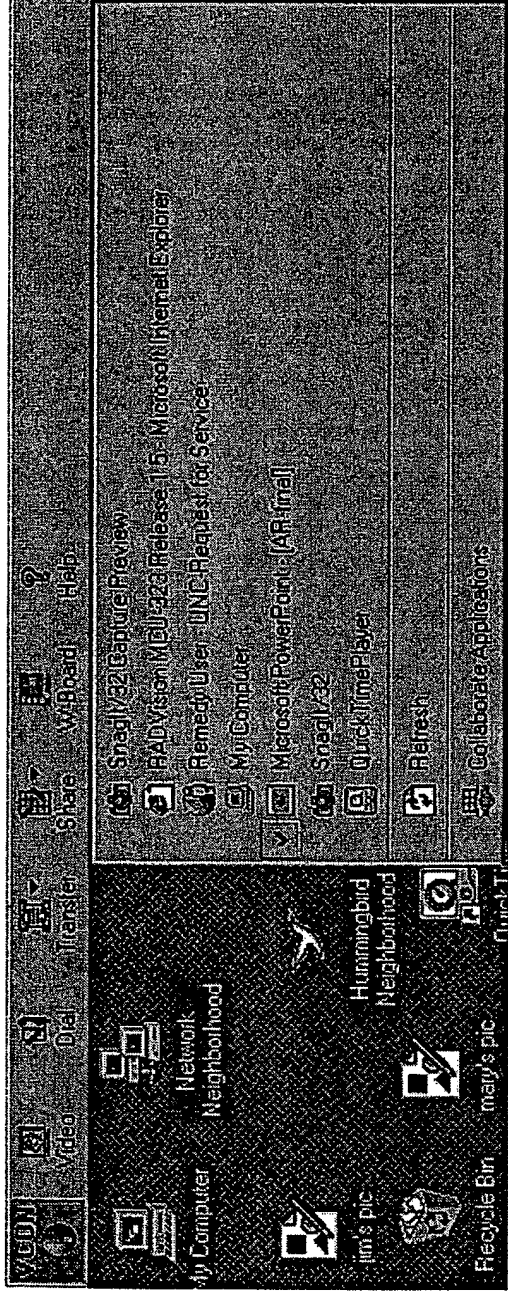 VCON
Video
Dial
Transfer
Share
W-Board
Help
SnagIt/32 Capture Preview
RADVision MCU-323 Release 1.5 - Microsoft Internet Explorer
Remedy User - UNC-Request for Service
My Computer
Microsoft PowerPoint - [AR-final]
SnagIt/32
QuickTime Player
Refresh
Collaborate Applications
My Computer
Network
Neighborhood
jim's pic
Hummingbird
Neighborhood
Recycle Bin
mary's pic